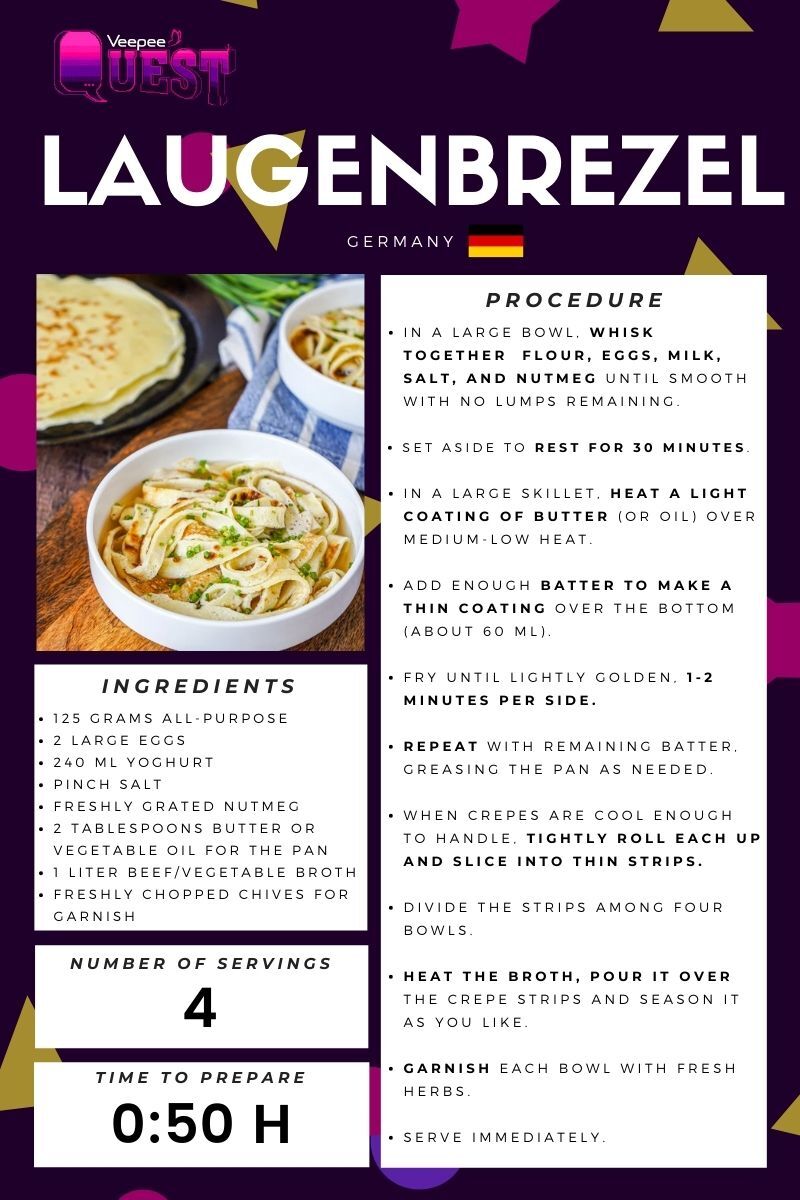 Veepee
QUEST
LAUGENBREZEL
GERMANY
INGREDIENTS
• 125 GRAMS ALL-PURPOSE
• 2 LARGE EGGS
• 240 ML YOGHURT
• PINCH SALT
• FRESHLY GRATED NUTMEG
• 2 TABLESPOONS BUTTER OR
VEGETABLE OIL FOR THE PAN
• 1 LITER BEEF/VEGETABLE BROTH
• FRESHLY CHOPPED CHIVES FOR
GARNISH
NUMBER OF SERVINGS
4
TIME TO PREPARE
0:50 H
PROCEDURE
• IN A LARGE BOWL, WHISK
TOGETHER FLOUR, EGGS, MILK,
SALT, AND NUTMEG UNTIL SMOOTH
WITH NO LUMPS REMAINING.
• SET ASIDE TO REST FOR 30 MINUTES.
• IN A LARGE SKILLET, HEAT A LIGHT
COATING OF BUTTER (OR OIL) OVER
MEDIUM-LOW HEAT.
• ADD ENOUGH BATTER TO MAKE A
THIN COATING OVER THE BOTTOM
(ABOUT 60 ML).
• FRY UNTIL LIGHTLY GOLDEN, 1-2
MINUTES PER SIDE.
• REPEAT WITH REMAINING BATTER,
GREASING THE PAN AS NEEDED.
• WHEN CREPES ARE COOL ENOUGH
TO HANDLE, TIGHTLY ROLL EACH UP
AND SLICE INTO THIN STRIPS.
• DIVIDE THE STRIPS AMONG FOUR
BOWLS.
• HEAT THE BROTH, POUR IT OVER
THE CREPE STRIPS AND SEASON IT
AS YOU LIKE.
• GARNISH EACH BOWL WITH FRESH
HERBS.
• SERVE IMMEDIATELY.